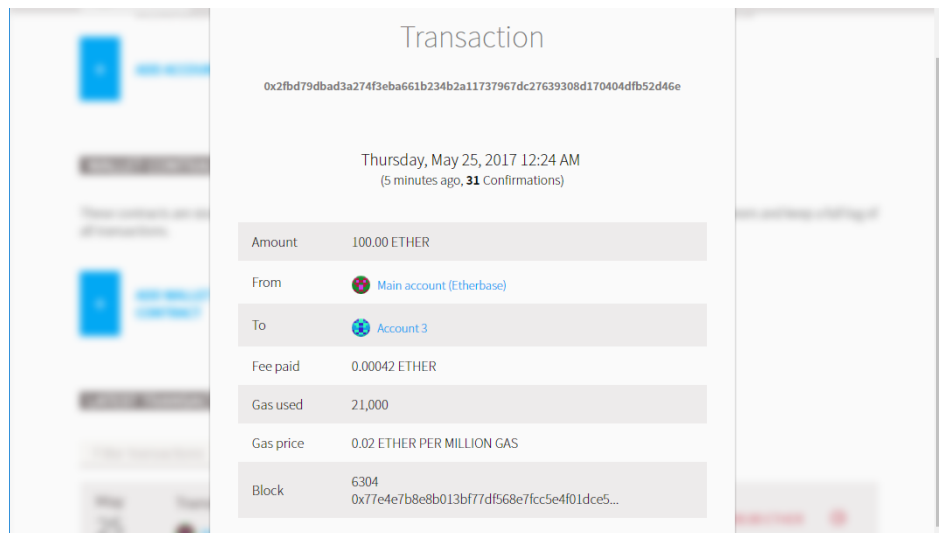 Transaction
0x2fbd79dbad3a274f3eba661b234b2a11737967dc27639308d170404dfb52d46e
Thursday, May 25, 2017 12:24 AM
(5 minutes ago, 31 Confirmations)
Amount 100.00 ETHER
From Main account (Etherbase)
To Account 3
Fee paid 0.00042 ETHER
Gas used 21,000
Gas price 0.02 ETHER PER MILLION GAS
Block 6304
0x77e4e7b8e8b013bf77df568e7fcc5e4f01dce5...